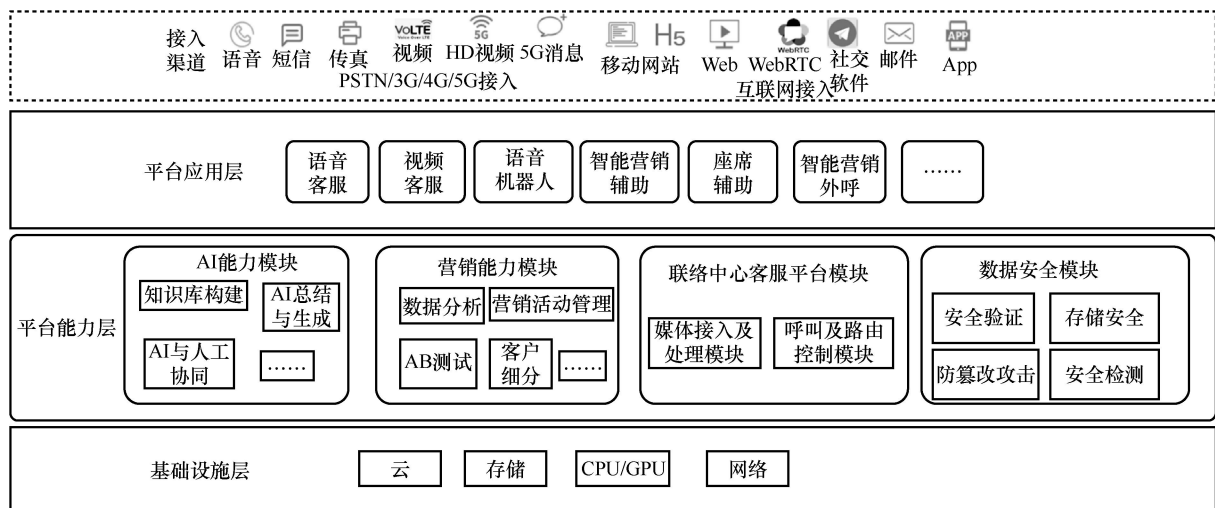 接入
渠道
语音
短信
传真
VoLTE
视频
5G
HD视频
5G消息
PSTN/3G/4G/5G接入
H5
移动网站
Web
WebRTC
WebRTC
社交
软件
邮件
APP
App
互联网接入
平台应用层
语音
客服
视频
客服
语音
机器人
智能营销
辅助
座席
辅助
智能营销
外呼
……
平台能力层
AI能力模块
知识库构建
AI总结
与生成
AI与人工
协同
……
营销能力模块
数据分析
营销活动管理
AB测试
客户
细分
……
联络中心客服平台模块
媒体接入及
处理模块
呼叫及路由
控制模块
数据安全模块
安全验证
存储安全
防篡改攻击
安全检测
基础设施层
云
存储
CPU/GPU
网络